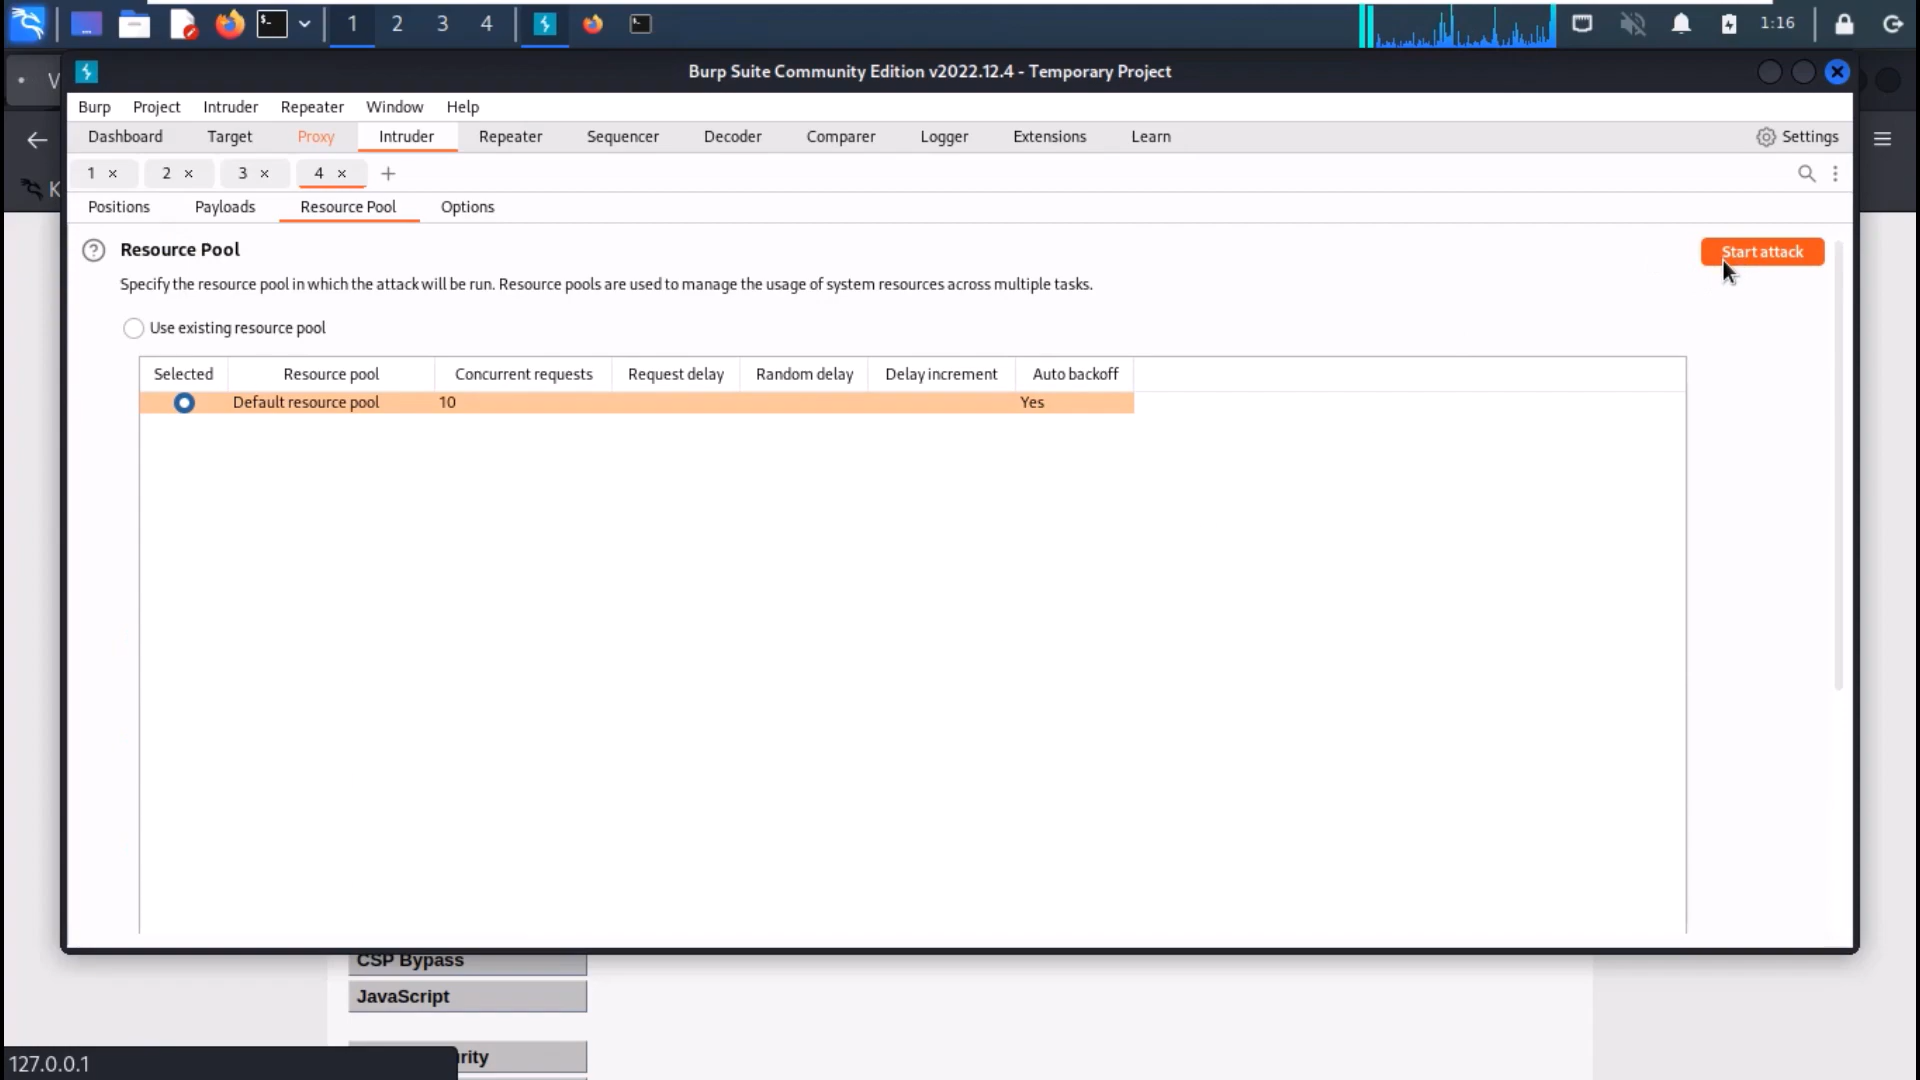 1 2 3 4 1:16
Burp Suite Community Edition v2022.12.4 - Temporary Project
Burp Project Intruder Repeater Window Help
Dashboard Target Proxy Intruder Repeater Sequencer Decoder Comparer Logger Extensions Learn Settings
1 × 2 × 3 × 4 × +
Positions Payloads Resource Pool Options
Resource Pool
Start attack
Specify the resource pool in which the attack will be run. Resource pools are used to manage the usage of system resources across multiple tasks.
Use existing resource pool
Selected Resource pool Concurrent requests Request delay Random delay Delay increment Auto backoff
Default resource pool 10 Yes
CSP Bypass
JavaScript
127.0.0.1